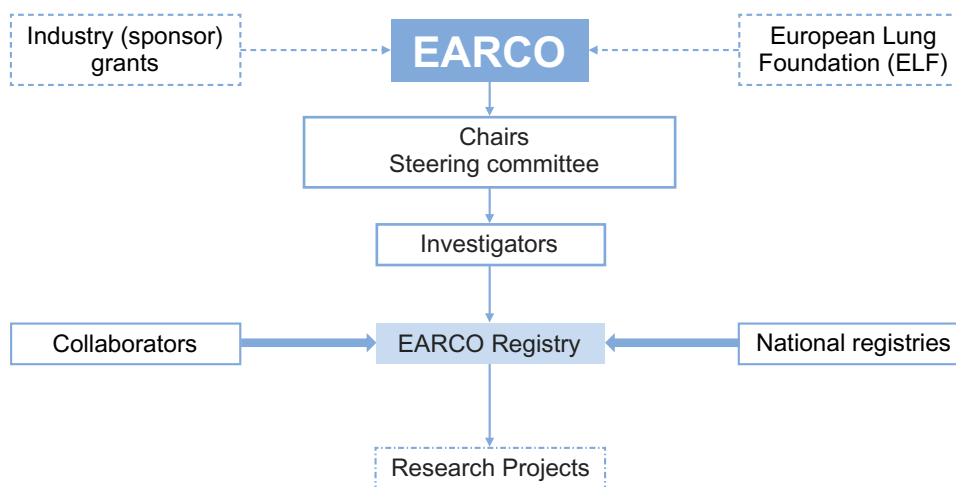 Industry (sponsor)
grants
EARCO
European Lung
Foundation (ELF)
Chairs
Steering committee
Investigators
Collaborators
EARCO Registry
National registries
Research Projects